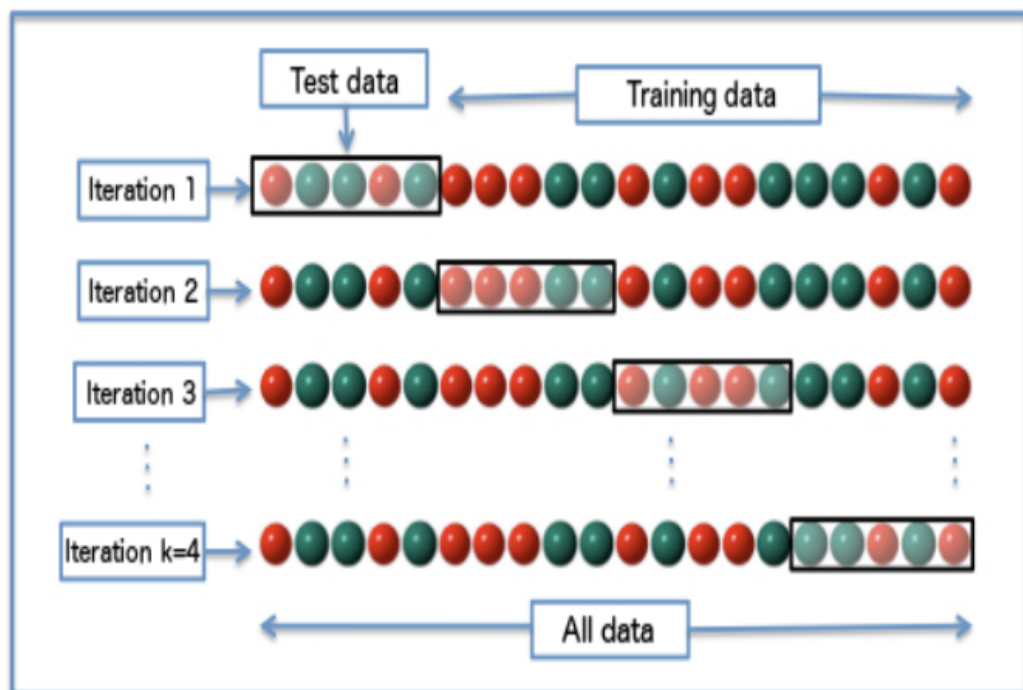 Test data
Training data
Iteration 1
Iteration 2
Iteration 3
Iteration k=4
All data